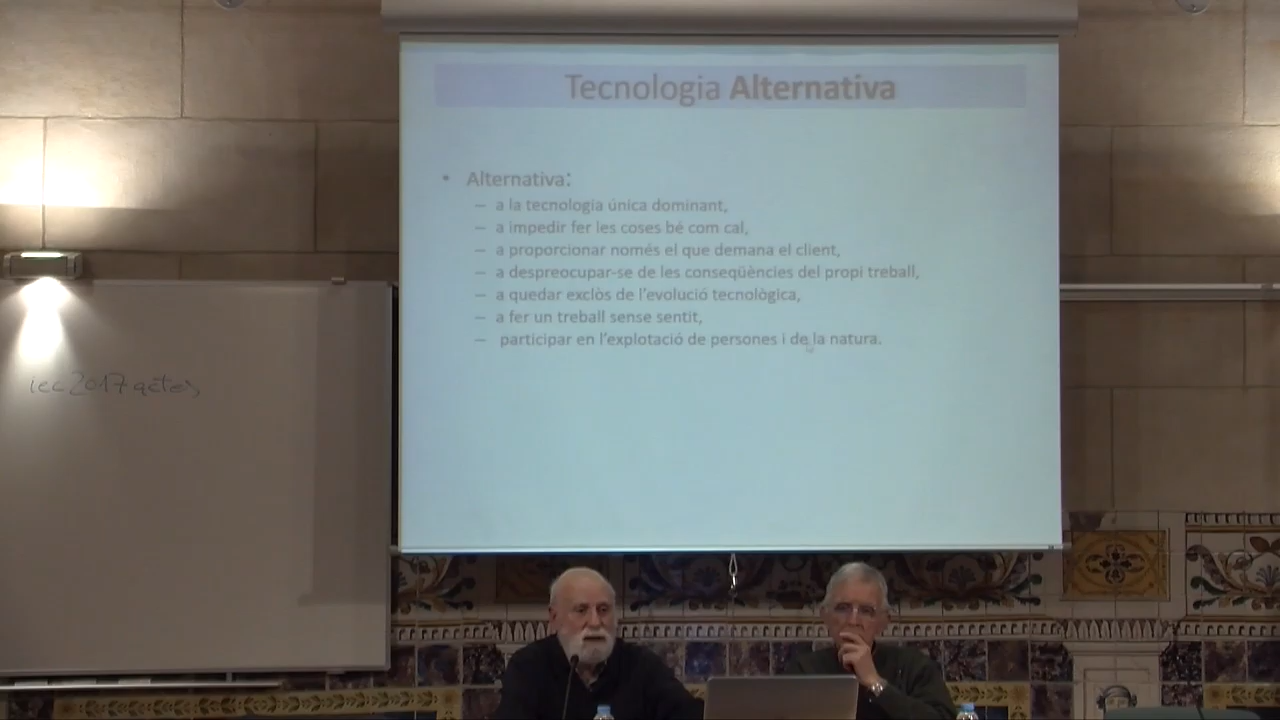 Tecnologia Alternativa
• Alternativa:
– a la tecnologia única dominant,
– a impedir fer les coses bé com cal,
– a proporcionar només el que demana el client,
– a despreocupar-se de les conseqüències del propi treball,
– a quedar exclòs de l'evolució tecnològica,
– a fer un treball sense sentit,
– participar en l'explotació de persones i de la natura.
iec2017qctes